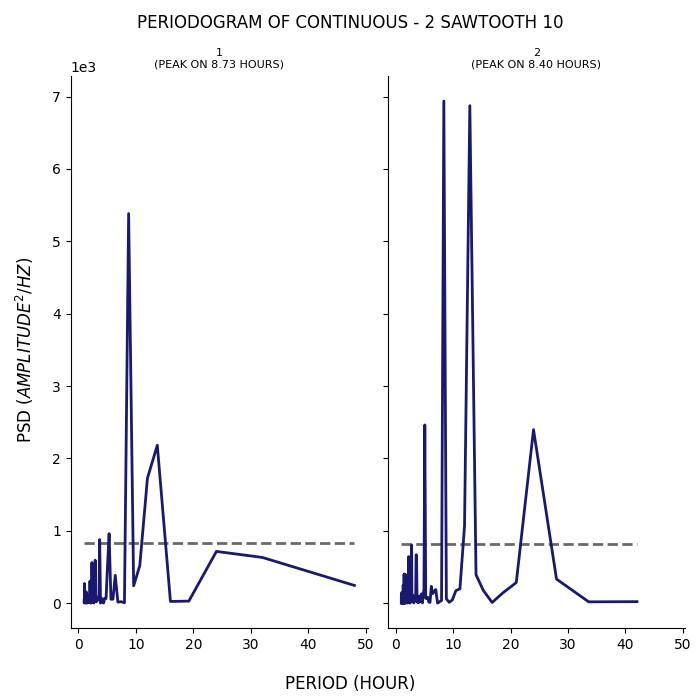 PERIODOGRAM OF CONTINUOUS - 2 SAWTOOTH 10
1
(PEAK ON 8.73 HOURS)
2
(PEAK ON 8.40 HOURS)
1e3
7
6
5
4
3
2
1
0
PSD (AMPLITUDE²/HZ)
0 10 20 30 40 50
0 10 20 30 40 50
PERIOD (HOUR)